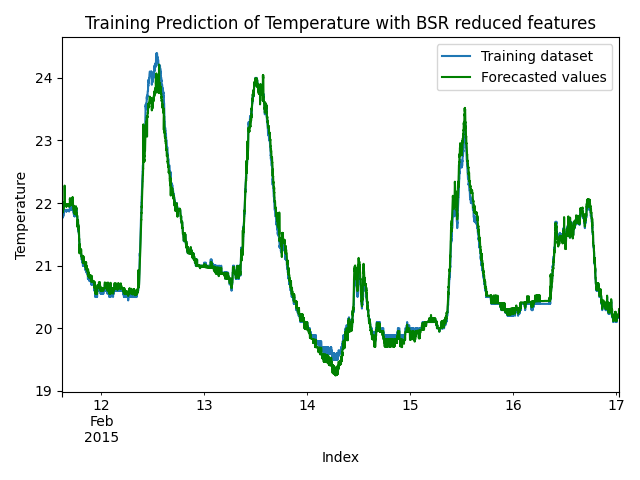 Training Prediction of Temperature with BSR reduced features
Training dataset
Forecasted values
24
23
22
21
20
19
Temperature
12
13
14
15
16
17
Feb
2015
Index